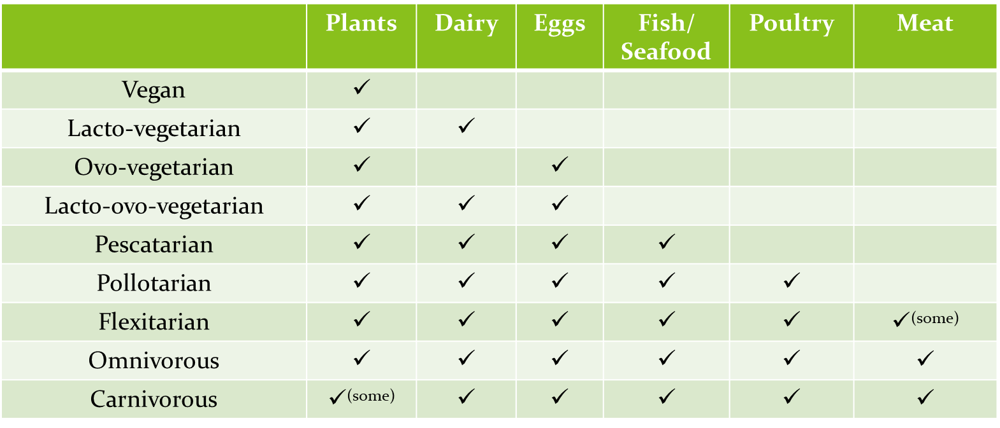 Plants Dairy Eggs Fish/ Poultry Meat
Seafood
Vegan ✓
Lacto-vegetarian ✓ ✓
Ovo-vegetarian ✓ ✓
Lacto-ovo-vegetarian ✓ ✓ ✓
Pescatarian ✓ ✓ ✓ ✓
Pollotarian ✓ ✓ ✓ ✓ ✓
Flexitarian ✓ ✓ ✓ ✓ ✓ ✓(some)
Omnivorous ✓ ✓ ✓ ✓ ✓ ✓
Carnivorous ✓(some) ✓ ✓ ✓ ✓ ✓